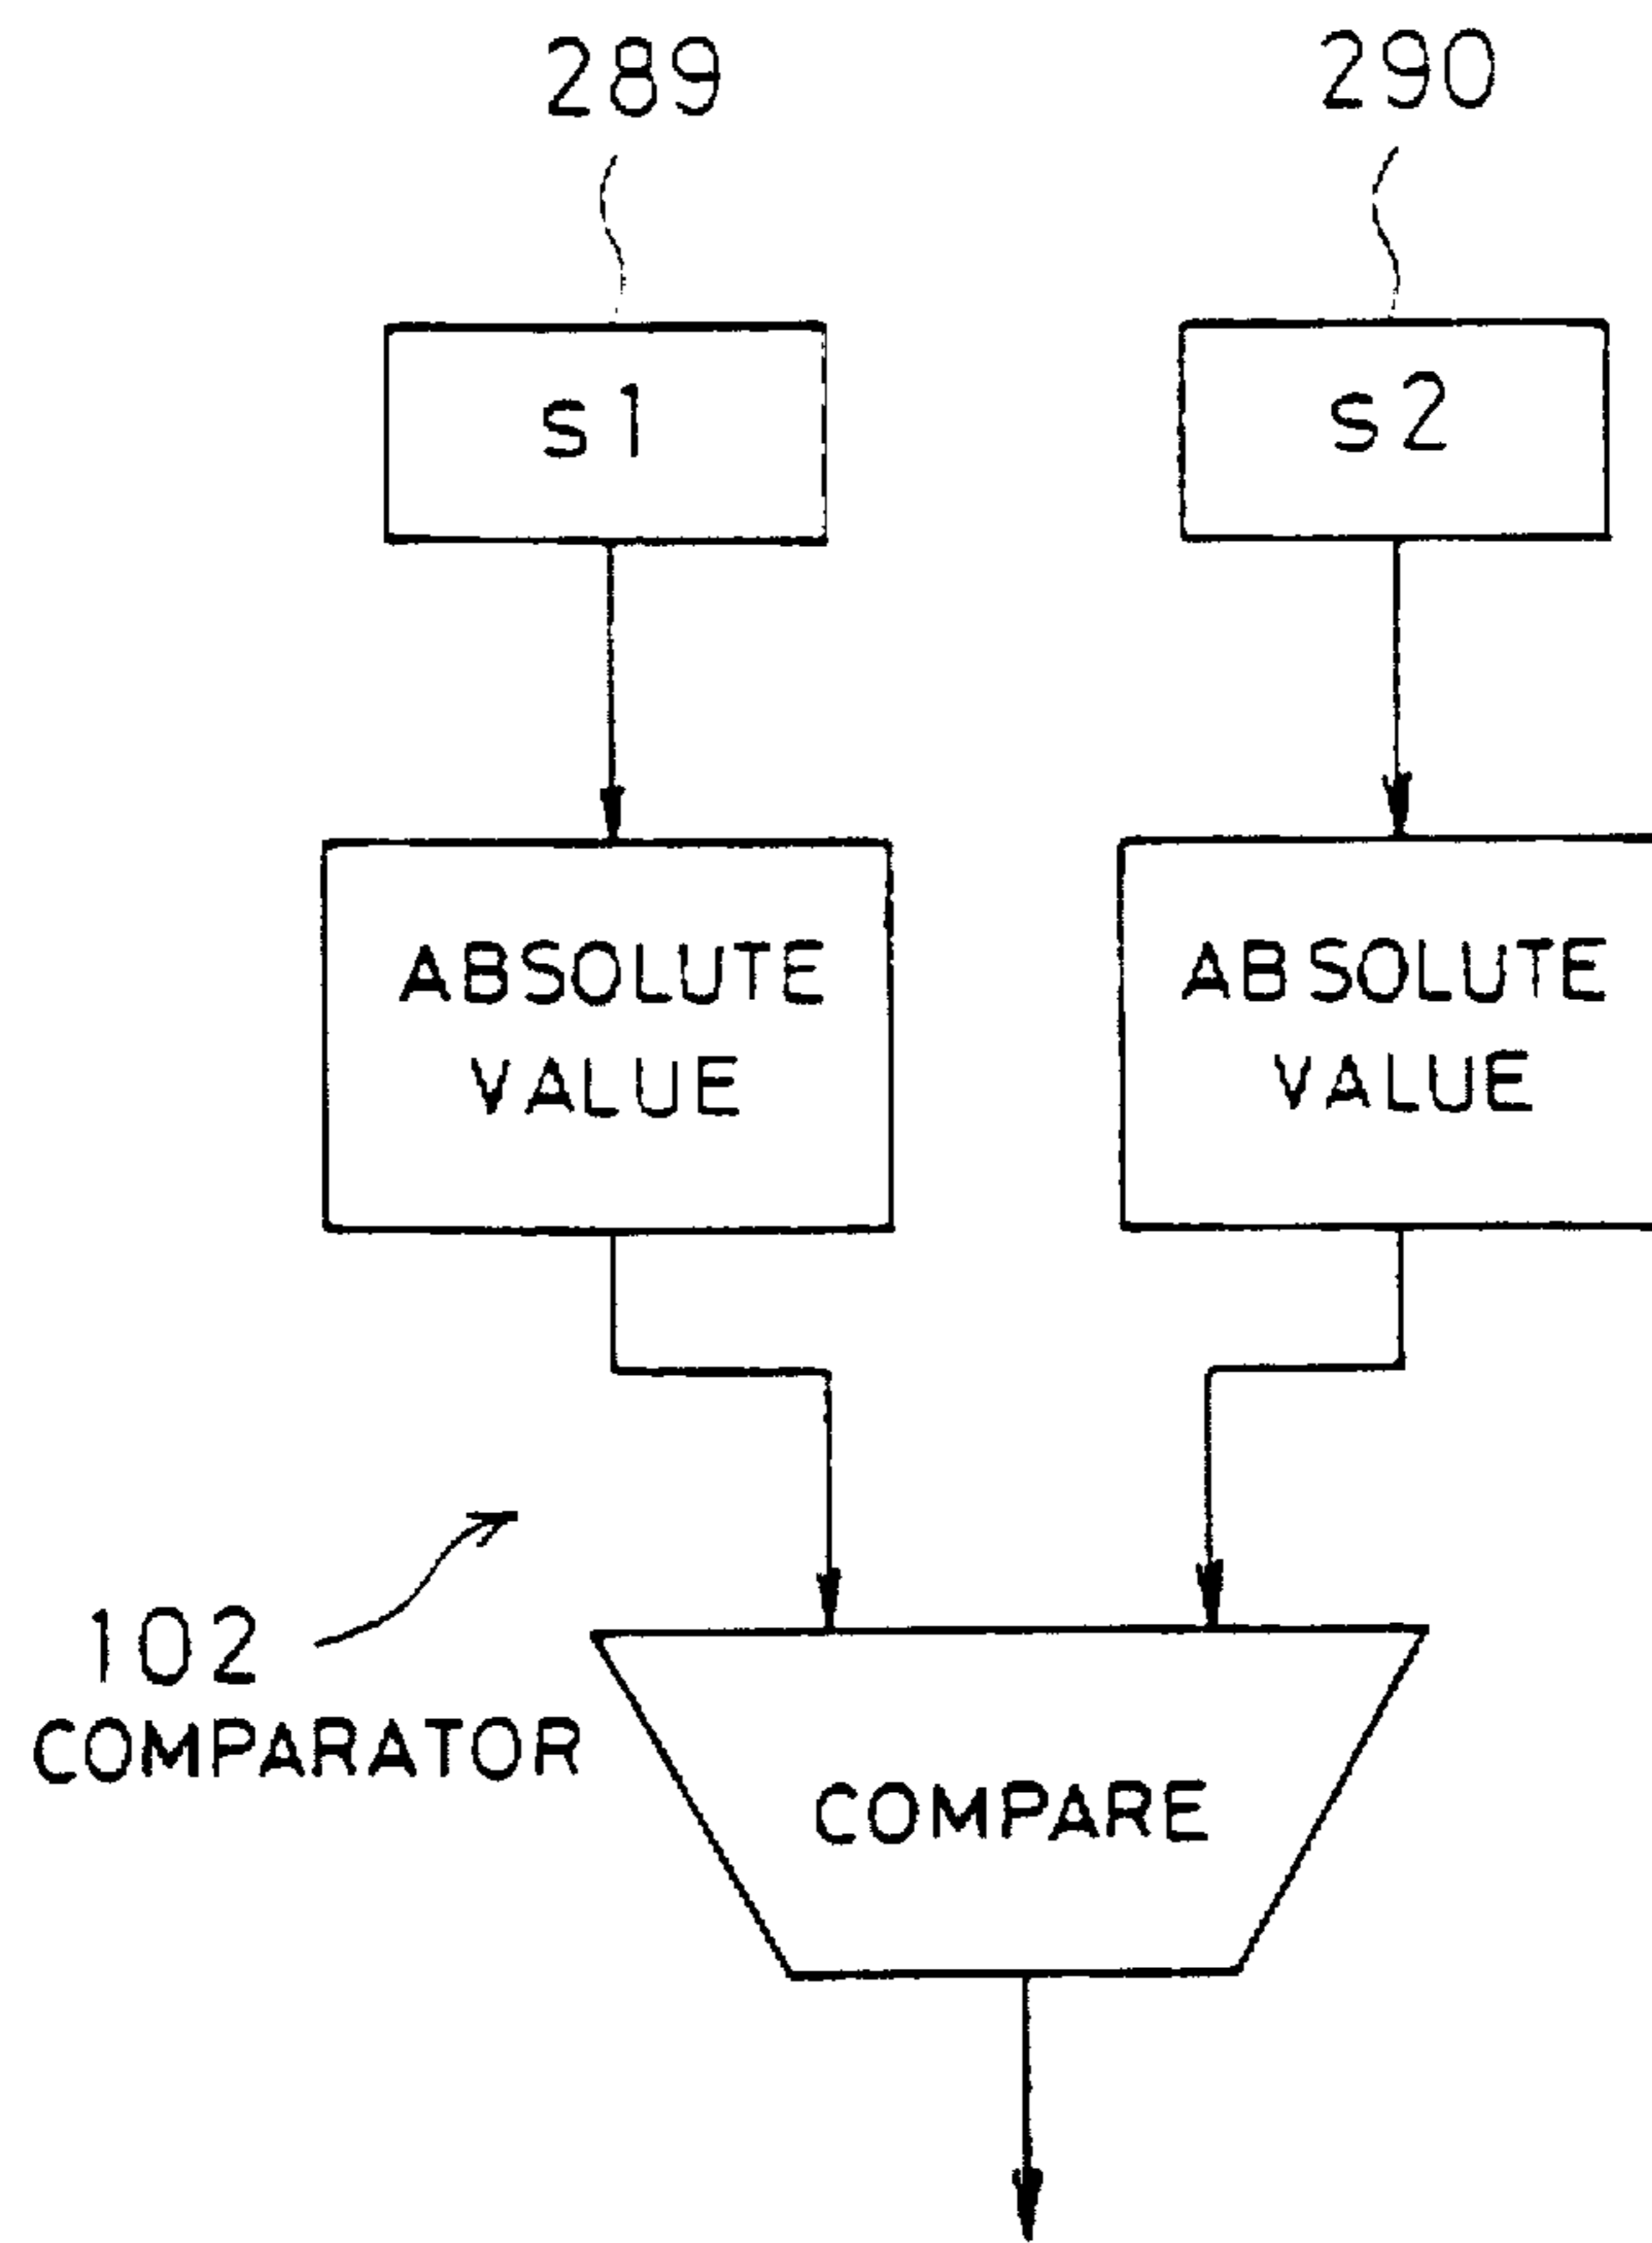 289
290
s1
s2
ABSOLUTE
VALUE
ABSOLUTE
VALUE
102
COMPARATOR
COMPARE